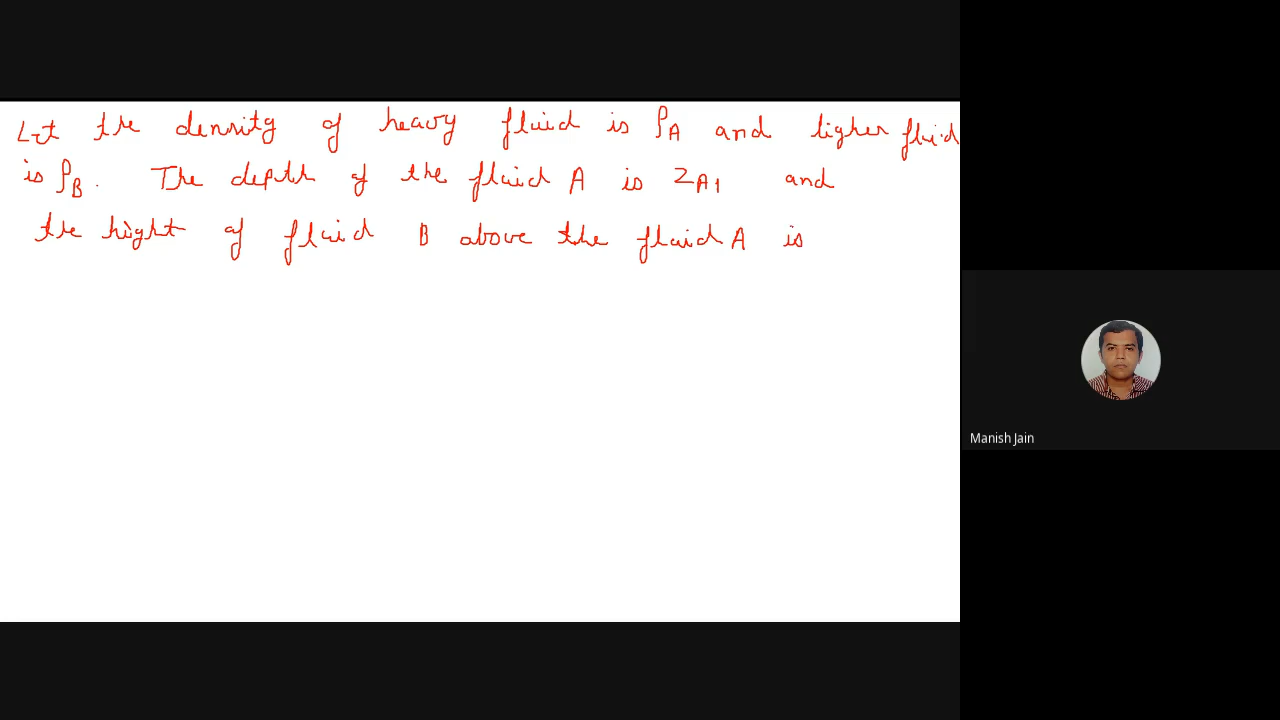 Let the density of heavy fluid is ρA and ligher fluid
is ρB. The depth of the fluid A is ZA1 and
the hight of fluid B above the fluid A is
Manish Jain